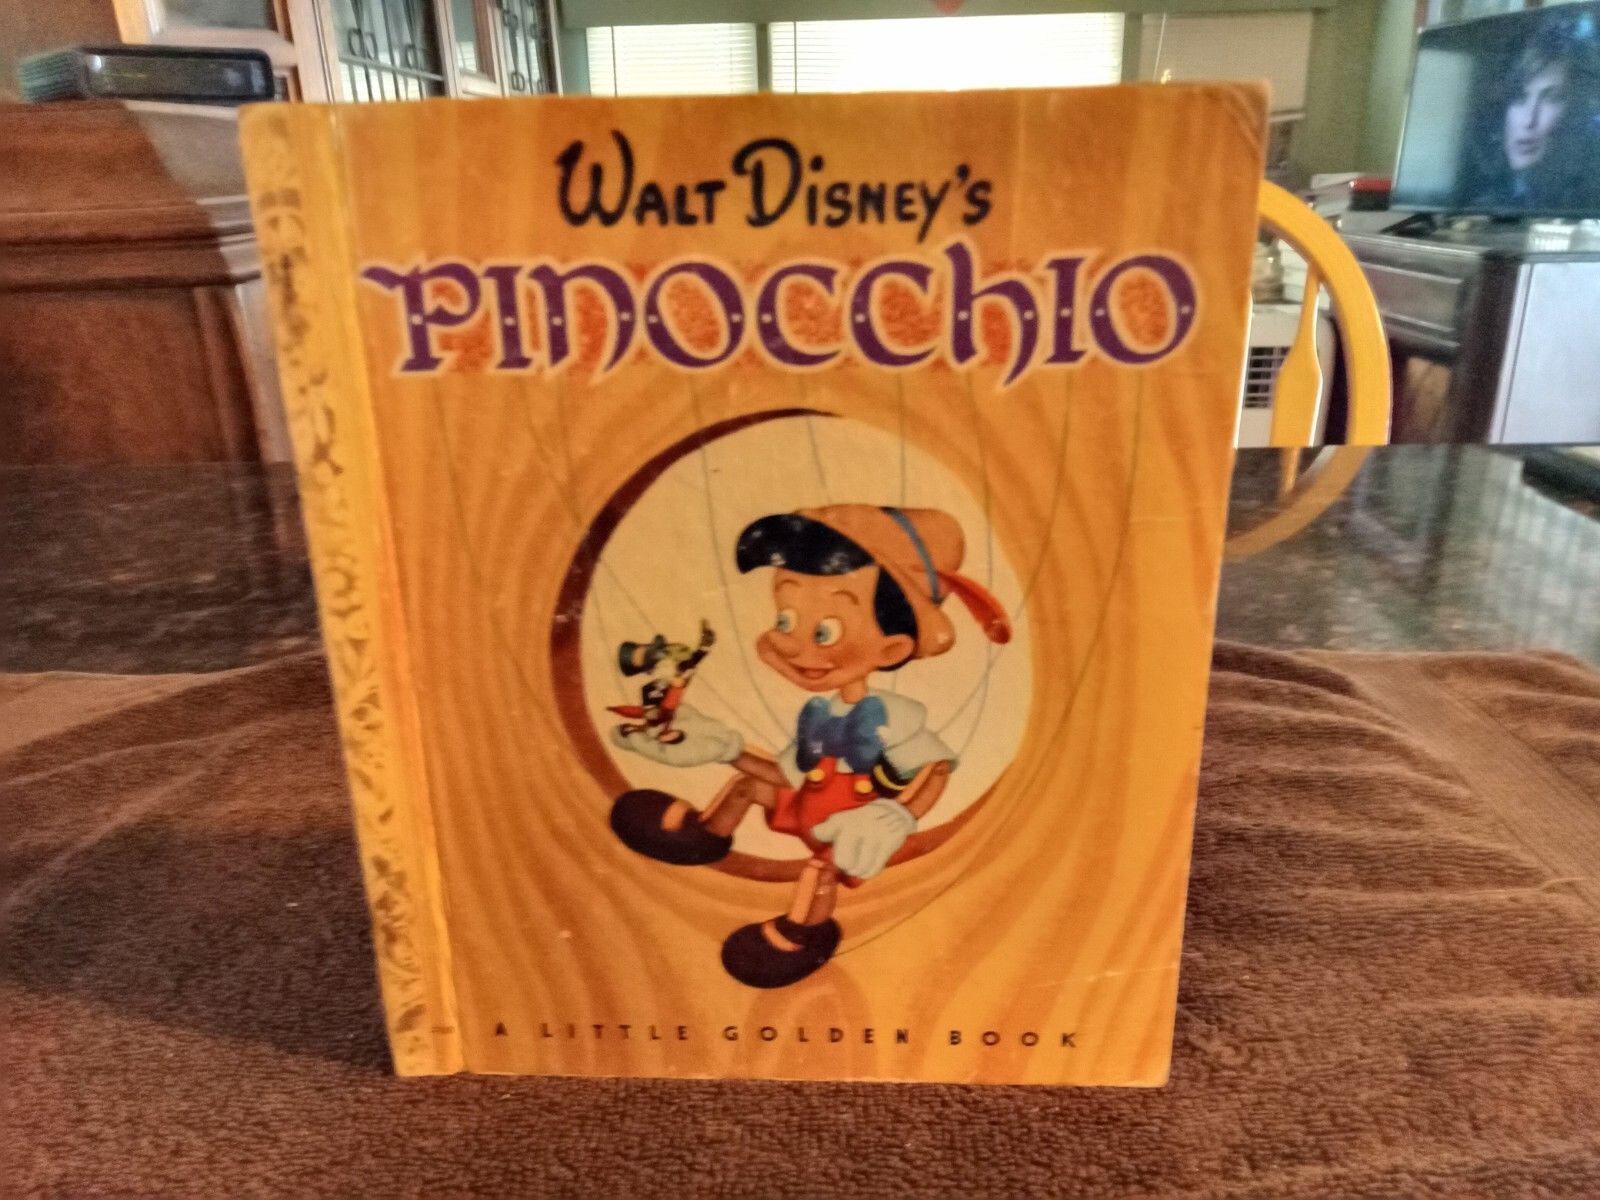 WALT DISNEY'S
PINOCCHIO
A LITTLE GOLDEN BOOK